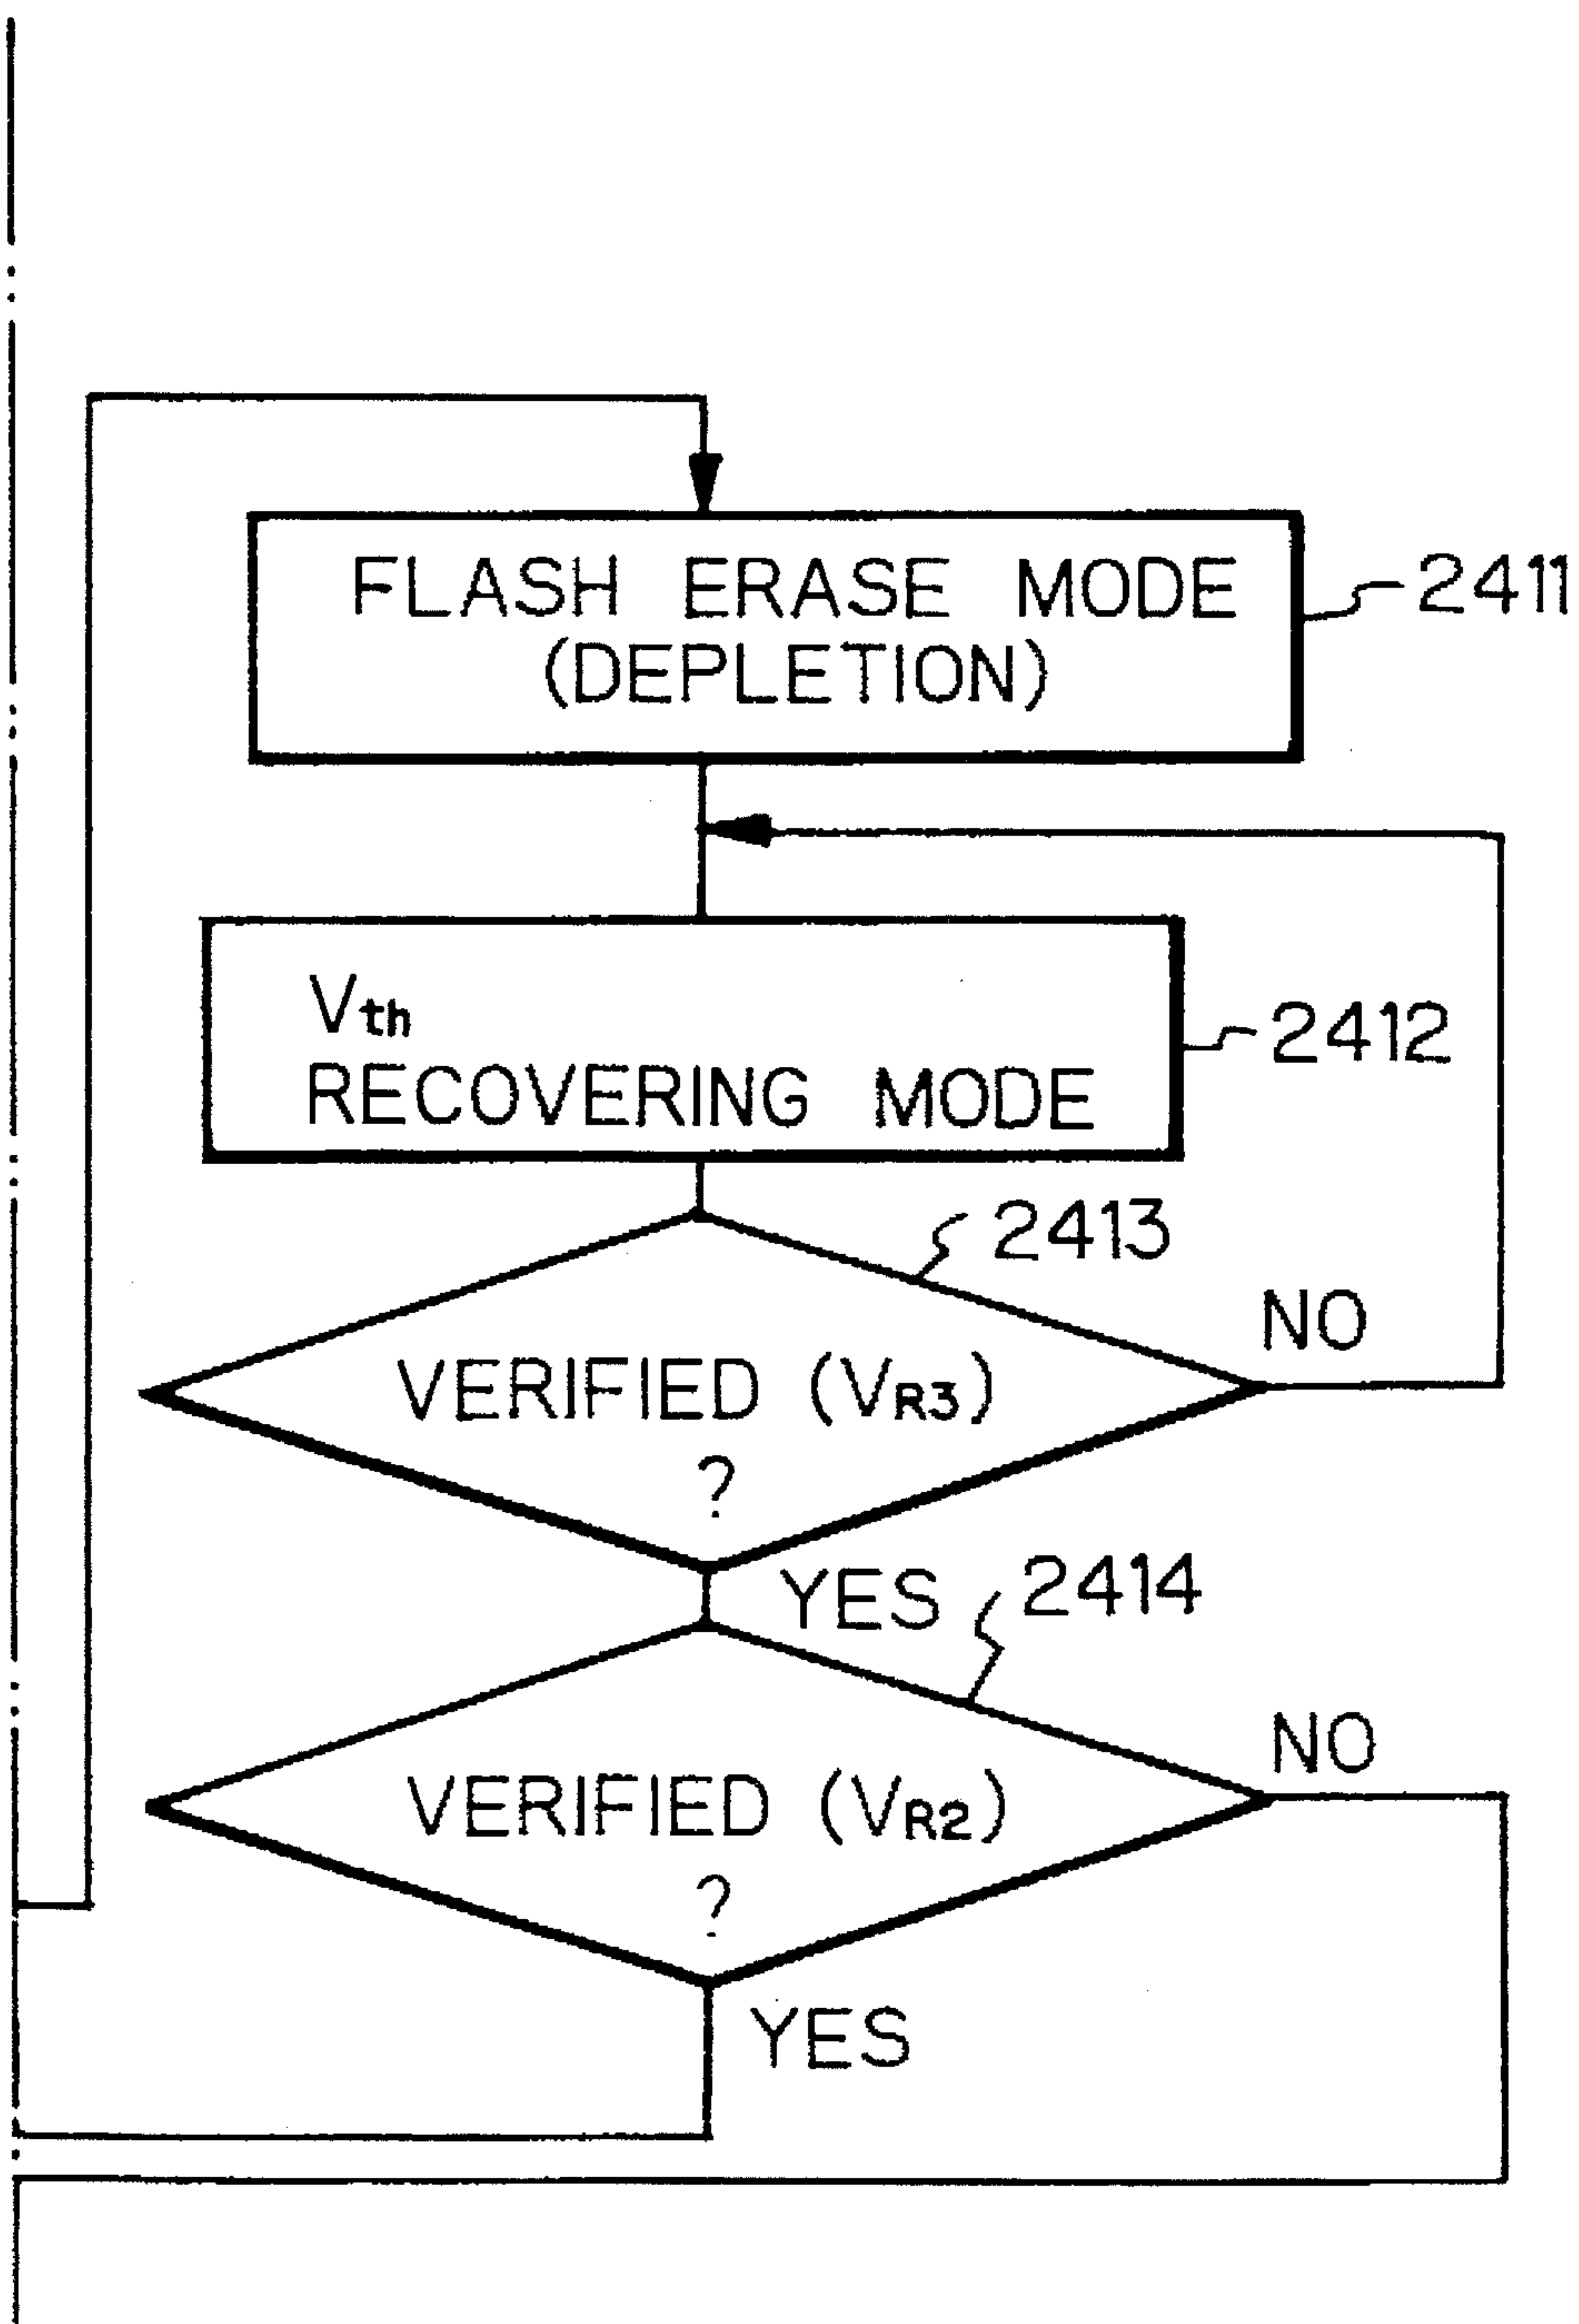 FLASH ERASE MODE
(DEPLETION)
2411
Vth
RECOVERING MODE
2412
2413
NO
VERIFIED (VR3)
?
YES
2414
NO
VERIFIED (VR2)
?
YES